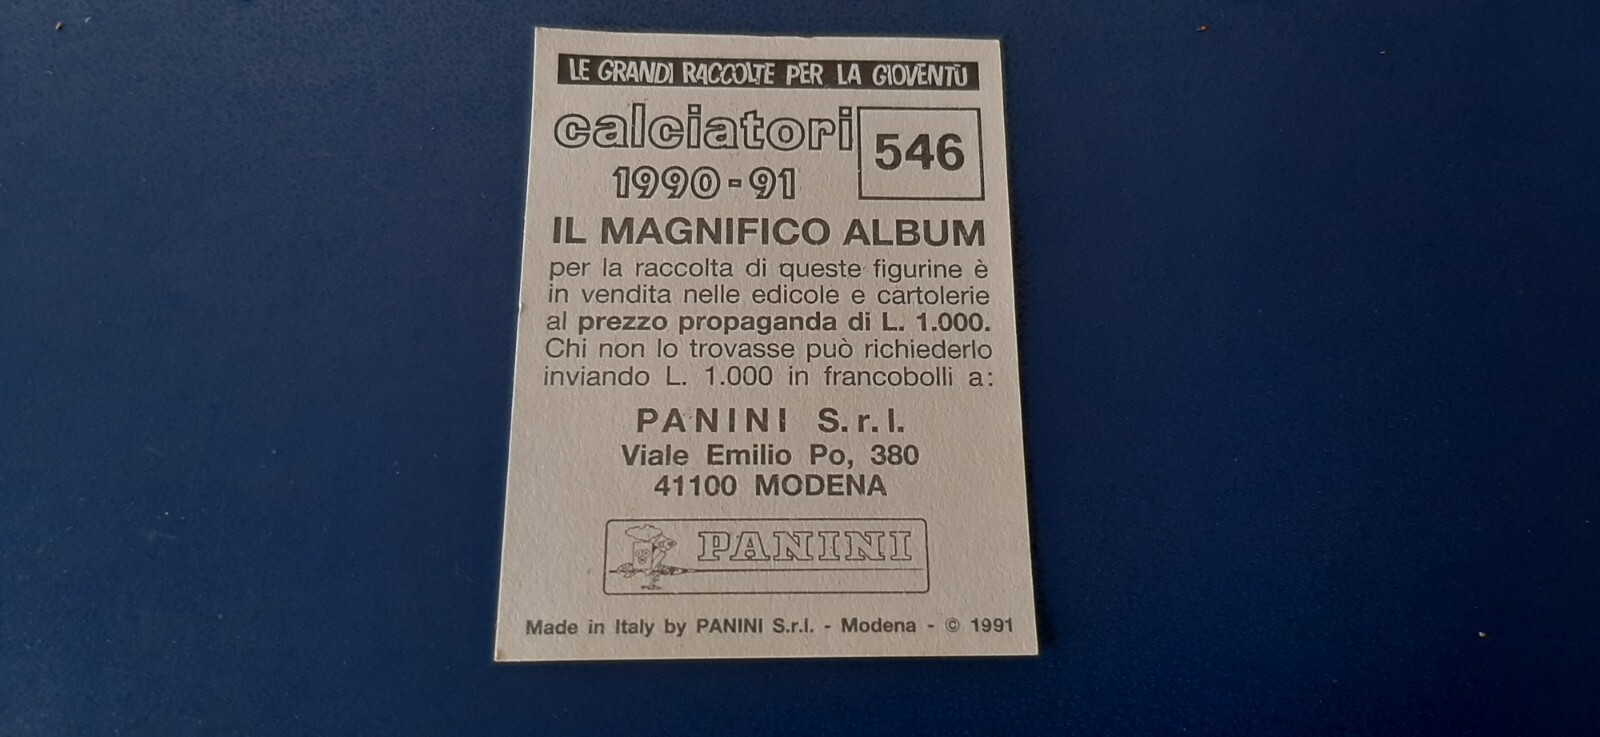 LE GRANDI RACCOLTE PER LA GIOVENTÙ
calciatori
1990-91
546
IL MAGNIFICO ALBUM
per la raccolta di queste figurine è
in vendita nelle edicole e cartolerie
al prezzo propaganda di L. 1.000.
Chi non lo trovasse può richiederlo
inviando L. 1.000 in francobolli a:
PANINI S.r.l.
Viale Emilio Po, 380
41100 MODENA
PANINI
Made in Italy by PANINI S.r.l. - Modena - © 1991